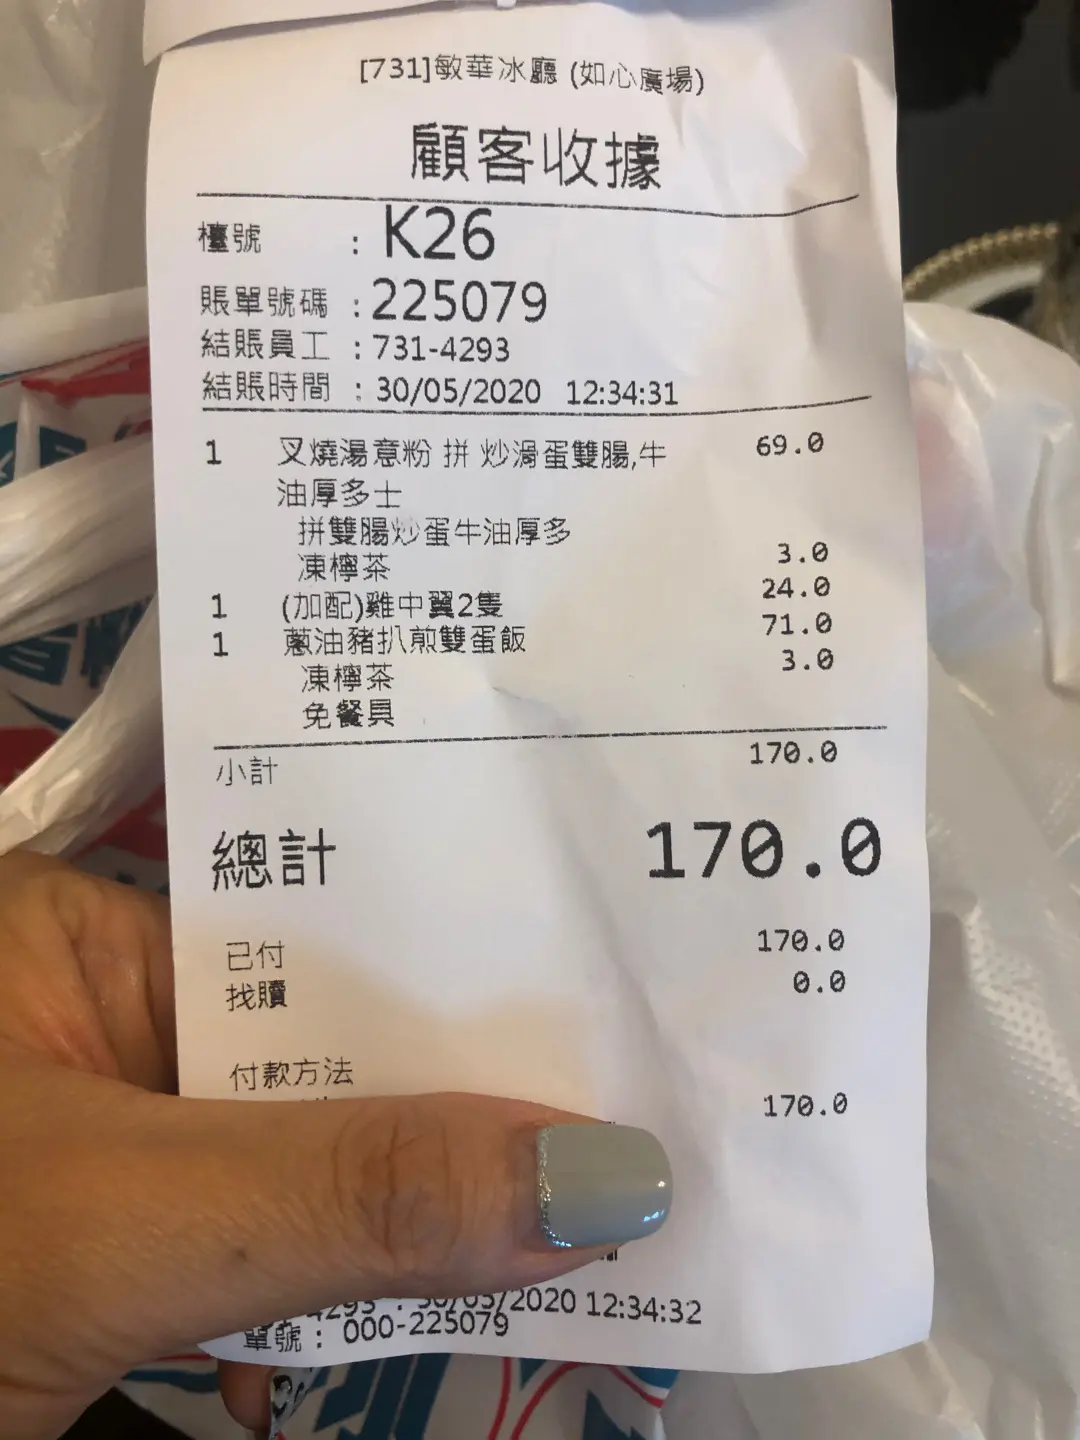 [731]敏華冰廳 (如心廣場)
顧客收據
檯號 : K26
賬單號碼 : 225079
結賬員工 : 731-4293
結賬時間 : 30/05/2020 12:34:31
1 叉燒湯意粉 拼 炒滑蛋雙腸,牛 69.0
油厚多士
拼雙腸炒蛋牛油厚多
凍檸茶 3.0
1 (加配)雞中翼2隻 24.0
1 蔥油豬扒煎雙蛋飯 71.0
凍檸茶 3.0
免餐具
小計 170.0
總計 170.0
已付 170.0
找贖 0.0
付款方法
170.0
4293 : 30/05/2020 12:34:32
單號 : 000-225079